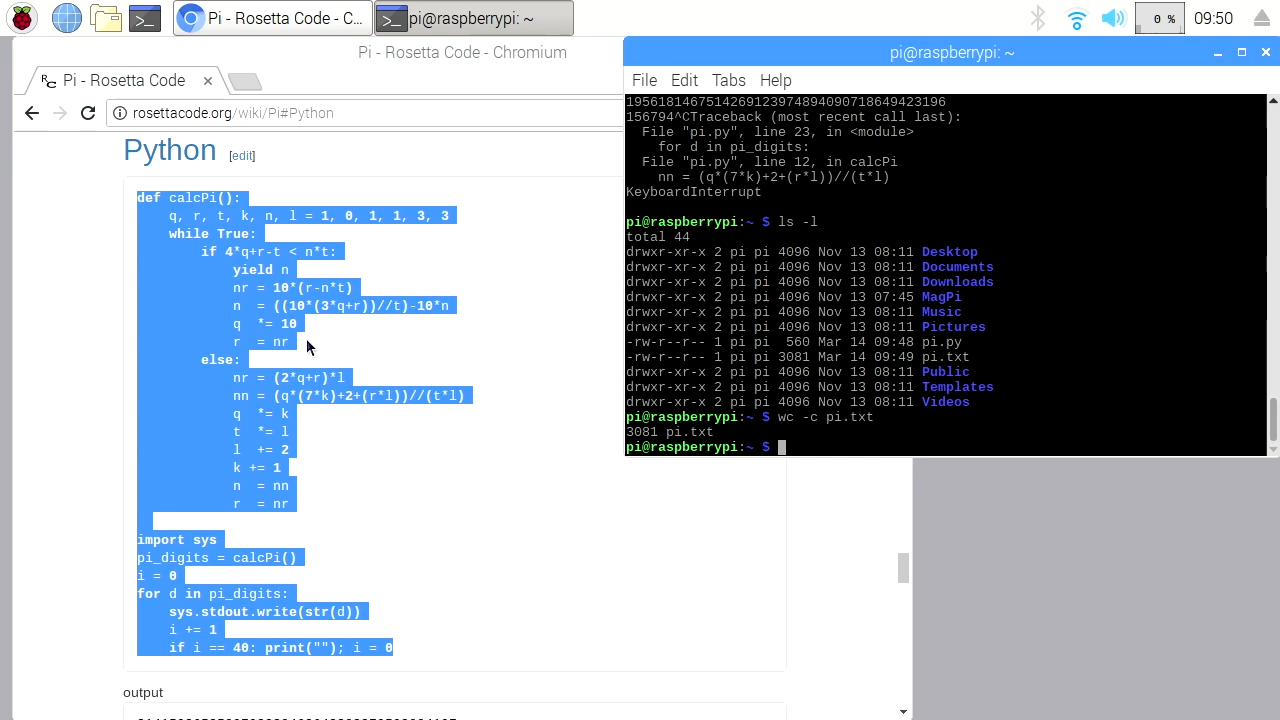 Pi - Rosetta Code - C...
pi@raspberrypi: ~
0 %
09:50
Pi - Rosetta Code - Chromium
Pi - Rosetta Code
rosettacode.org/wiki/Pi#Python
Python [edit]
def calcPi():
    q, r, t, k, n, l = 1, 0, 1, 1, 3, 3
    while True:
        if 4*q+r-t < n*t:
            yield n
            nr = 10*(r-n*t)
            n  = ((10*(3*q+r))//t)-10*n
            q  *= 10
            r  = nr
        else:
            nr = (2*q+r)*l
            nn = (q*(7*k)+2+(r*l))//(t*l)
            q  *= k
            t  *= l
            l  += 2
            k += 1
            n  = nn
            r  = nr
import sys
pi_digits = calcPi()
i = 0
for d in pi_digits:
    sys.stdout.write(str(d))
    i += 1
    if i == 40: print(""); i = 0
output
pi@raspberrypi: ~
File Edit Tabs Help
1956181467514269123974894090718649423196
156794^CTraceback (most recent call last):
  File "pi.py", line 23, in <module>
    for d in pi_digits:
  File "pi.py", line 12, in calcPi
    nn = (q*(7*k)+2+(r*l))//(t*l)
KeyboardInterrupt
pi@raspberrypi:~ $ ls -l
total 44
drwxr-xr-x 2 pi pi 4096 Nov 13 08:11 Desktop
drwxr-xr-x 2 pi pi 4096 Nov 13 08:11 Documents
drwxr-xr-x 2 pi pi 4096 Nov 13 08:11 Downloads
drwxr-xr-x 2 pi pi 4096 Nov 13 07:45 MagPi
drwxr-xr-x 2 pi pi 4096 Nov 13 08:11 Music
drwxr-xr-x 2 pi pi 4096 Nov 13 08:11 Pictures
-rw-r--r-- 1 pi pi  560 Mar 14 09:48 pi.py
-rw-r--r-- 1 pi pi 3081 Mar 14 09:49 pi.txt
drwxr-xr-x 2 pi pi 4096 Nov 13 08:11 Public
drwxr-xr-x 2 pi pi 4096 Nov 13 08:11 Templates
drwxr-xr-x 2 pi pi 4096 Nov 13 08:11 Videos
pi@raspberrypi:~ $ wc -c pi.txt
3081 pi.txt
pi@raspberrypi:~ $